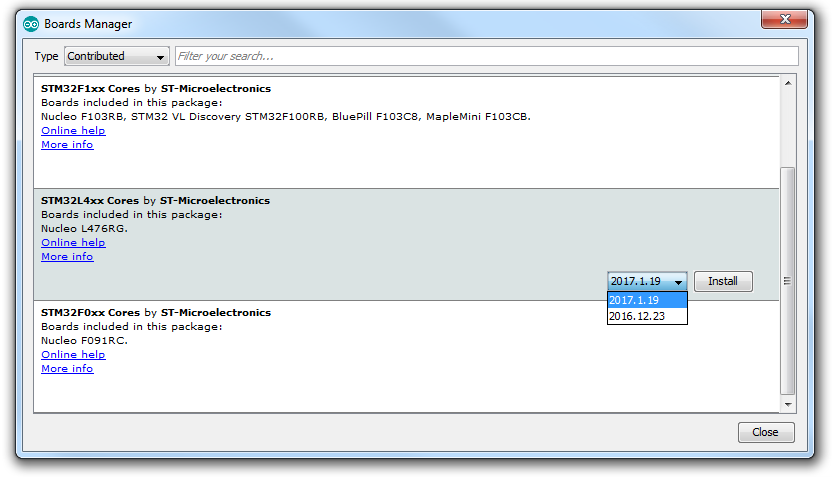 Boards Manager
Type Contributed Filter your search...
STM32F1xx Cores by ST-Microelectronics
Boards included in this package:
Nucleo F103RB, STM32 VL Discovery STM32F100RB, BluePill F103C8, MapleMini F103CB.
Online help
More info
STM32L4xx Cores by ST-Microelectronics
Boards included in this package:
Nucleo L476RG.
Online help
More info
2017.1.19 Install
2017.1.19
2016.12.23
STM32F0xx Cores by ST-Microelectronics
Boards included in this package:
Nucleo F091RC.
Online help
More info
Close